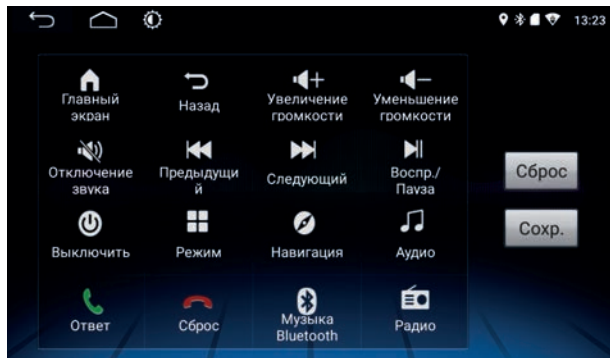 13:23
Главный
экран
Назад
Увеличение
громкости
Уменьшение
громкости
Отключение
звука
Предыдущи
й
Следующий
Воспр./
Пауза
Сброс
Выключить
Режим
Навигация
Аудио
Сохр.
Ответ
Сброс
Музыка
Bluetooth
Радио